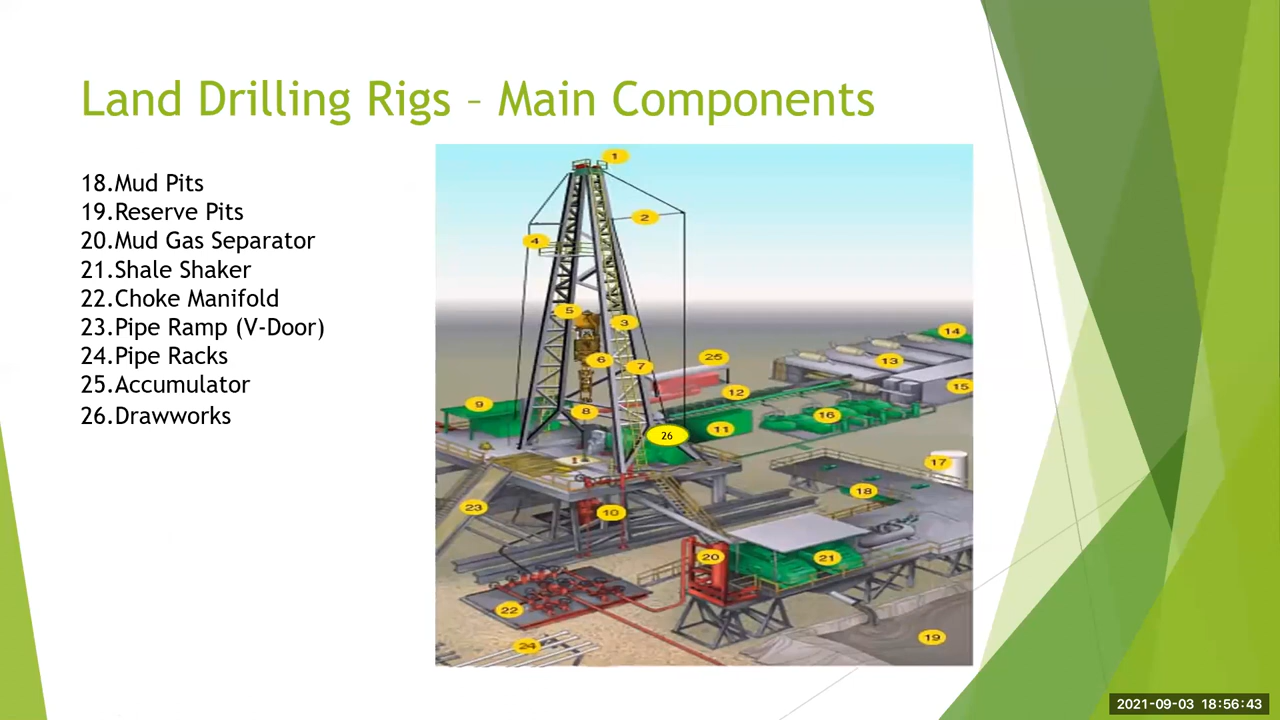 Land Drilling Rigs – Main Components
18.Mud Pits
19.Reserve Pits
20.Mud Gas Separator
21.Shale Shaker
22.Choke Manifold
23.Pipe Ramp (V-Door)
24.Pipe Racks
25.Accumulator
26.Drawworks
1
2
4
5
3
14
25
6
7
13
15
12
9
8
16
11
26
17
18
23
10
20
21
22
19
24
2021-09-03 18:56:43